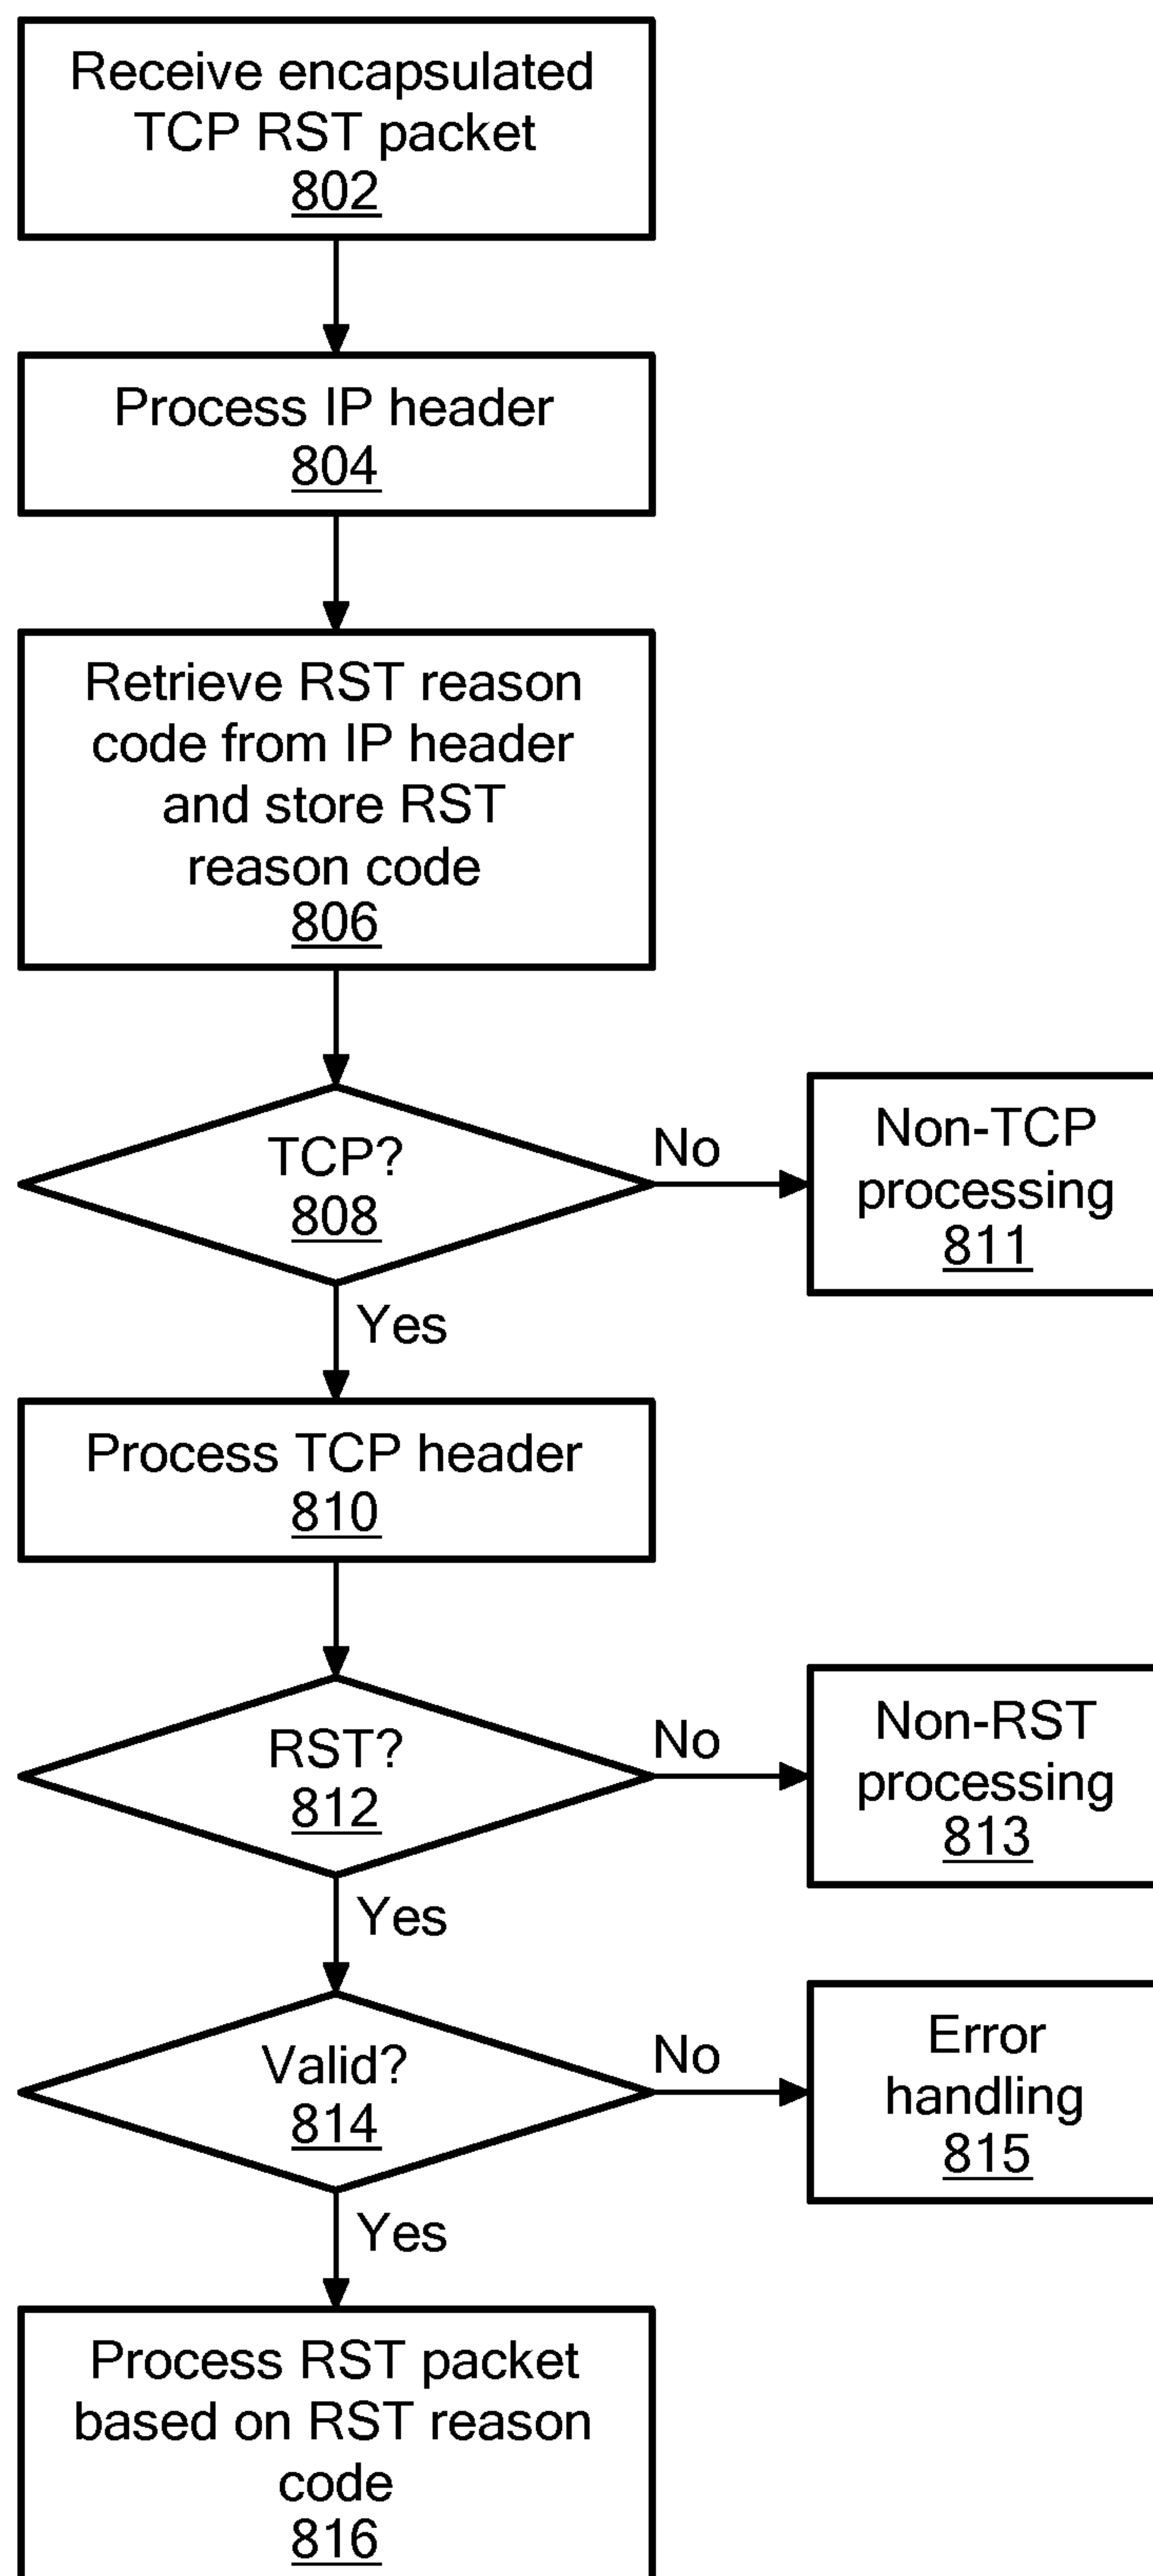 Receive encapsulated
TCP RST packet
802
Process IP header
804
Retrieve RST reason
code from IP header
and store RST
reason code
806
TCP?
808
No
Non-TCP
processing
811
Yes
Process TCP header
810
RST?
812
No
Non-RST
processing
813
Yes
Valid?
814
No
Error
handling
815
Yes
Process RST packet
based on RST reason
code
816